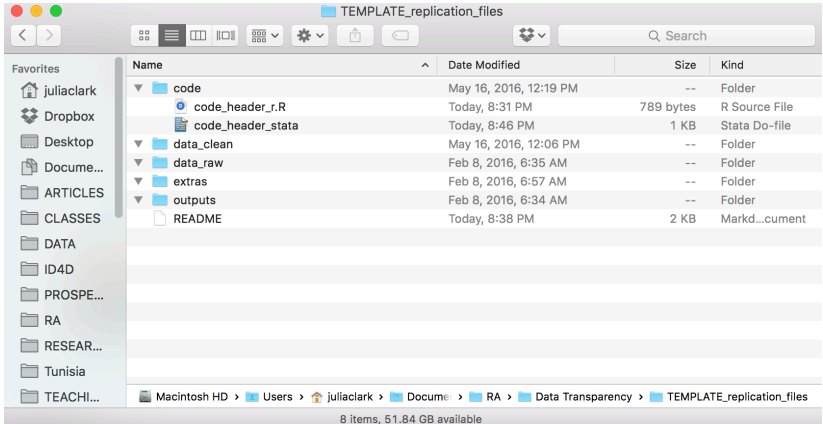 TEMPLATE_replication_files
Search
Favorites
juliaclark
Dropbox
Desktop
Docume...
ARTICLES
CLASSES
DATA
ID4D
PROSPE...
RA
RESEAR...
Tunisia
TEACHI...
Name Date Modified Size Kind
code May 16, 2016, 12:19 PM -- Folder
code_header_r.R Today, 8:31 PM 789 bytes R Source File
code_header_stata Today, 8:46 PM 1 KB Stata Do-file
data_clean May 16, 2016, 12:06 PM -- Folder
data_raw Feb 8, 2016, 6:35 AM -- Folder
extras Feb 8, 2016, 6:57 AM -- Folder
outputs Feb 8, 2016, 6:34 AM -- Folder
README Today, 8:38 PM 2 KB Markd...cument
Macintosh HD › Users › juliaclark › Docume › RA › Data Transparency › TEMPLATE_replication_files
8 items, 51.84 GB available